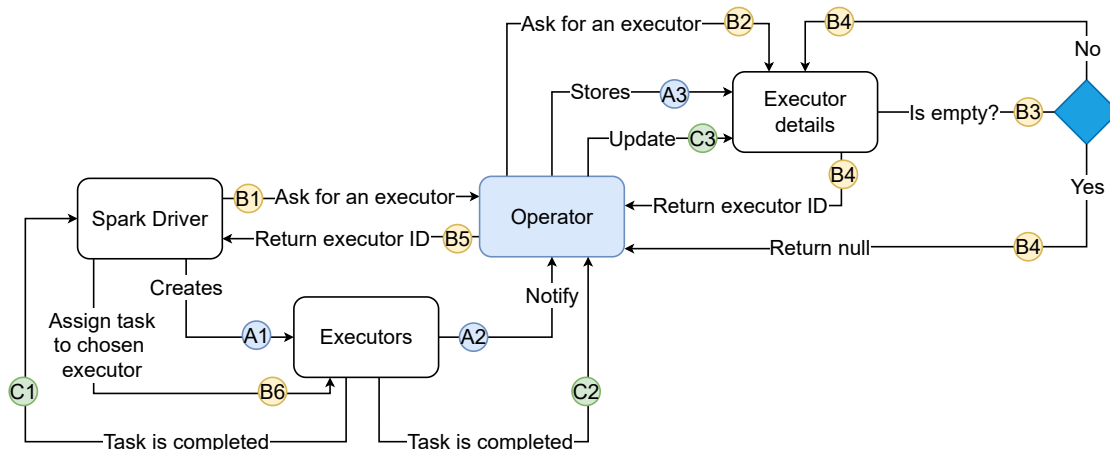 Ask for an executor
B2
B4
No
Stores
A3
Executor
details
Is empty?
B3
Update
C3
B4
Yes
Spark Driver
B1
Ask for an executor
Operator
Return executor ID
Return executor ID
B5
Return null
B4
Creates
Notify
Assign task
to chosen
executor
A1
Executors
A2
C1
B6
C2
Task is completed
Task is completed